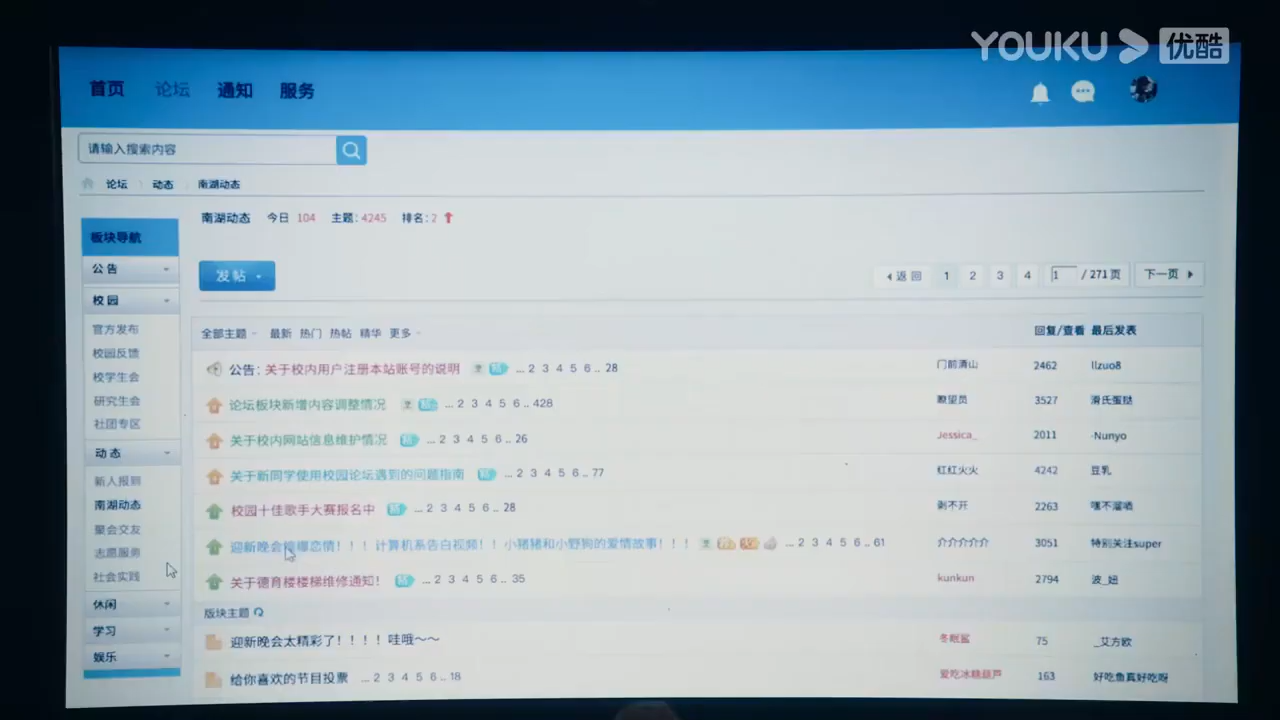 YOUKU 优酷
首页 论坛 通知 服务
请输入搜索内容
论坛 动态 南湖动态
南湖动态 今日 104 主题: 4245 排名: 2
板块导航
公告
校园
官方发布
校园反馈
校学生会
研究生会
社团专区
动态
新人报到
南湖动态
聚会交友
志愿服务
社会实践
休闲
学习
娱乐
发帖
返回 1 2 3 4 1 / 271 页 下一页
全部主题 最新 热门 热帖 精华 更多 回复/查看 最后发表
公告: 关于校内用户注册本站账号的说明 ... 2 3 4 5 6 .. 28 门前清山 2462 llzuo8
论坛板块新增内容调整情况 ... 2 3 4 5 6 .. 428 瞭望员 3527 滑氏蛋挞
关于校内网站信息维护情况 ... 2 3 4 5 6 .. 26 Jessica_ 2011 ·Nunyo
关于新同学使用校园论坛遇到的问题指南 ... 2 3 4 5 6 .. 77 红红火火 4242 豆乳
校园十佳歌手大赛报名中 ... 2 3 4 5 6 .. 28 剥不开 2263 嘿不溜啾
迎新晚会惊曝恋情！！！计算机系告白视频！！小猪猪和小野狗的爱情故事！！！ ... 2 3 4 5 6 .. 61 介介介介介 3051 特别关注super
关于德育楼楼梯维修通知！ ... 2 3 4 5 6 .. 35 kunkun 2794 波_妞
版块主题
迎新晚会太精彩了！！！！哇哦～～ 冬眠鲨 75 _艾方欧
给你喜欢的节目投票 ... 2 3 4 5 6 .. 18 爱吃冰糖葫芦 163 好吃鱼真好吃呀